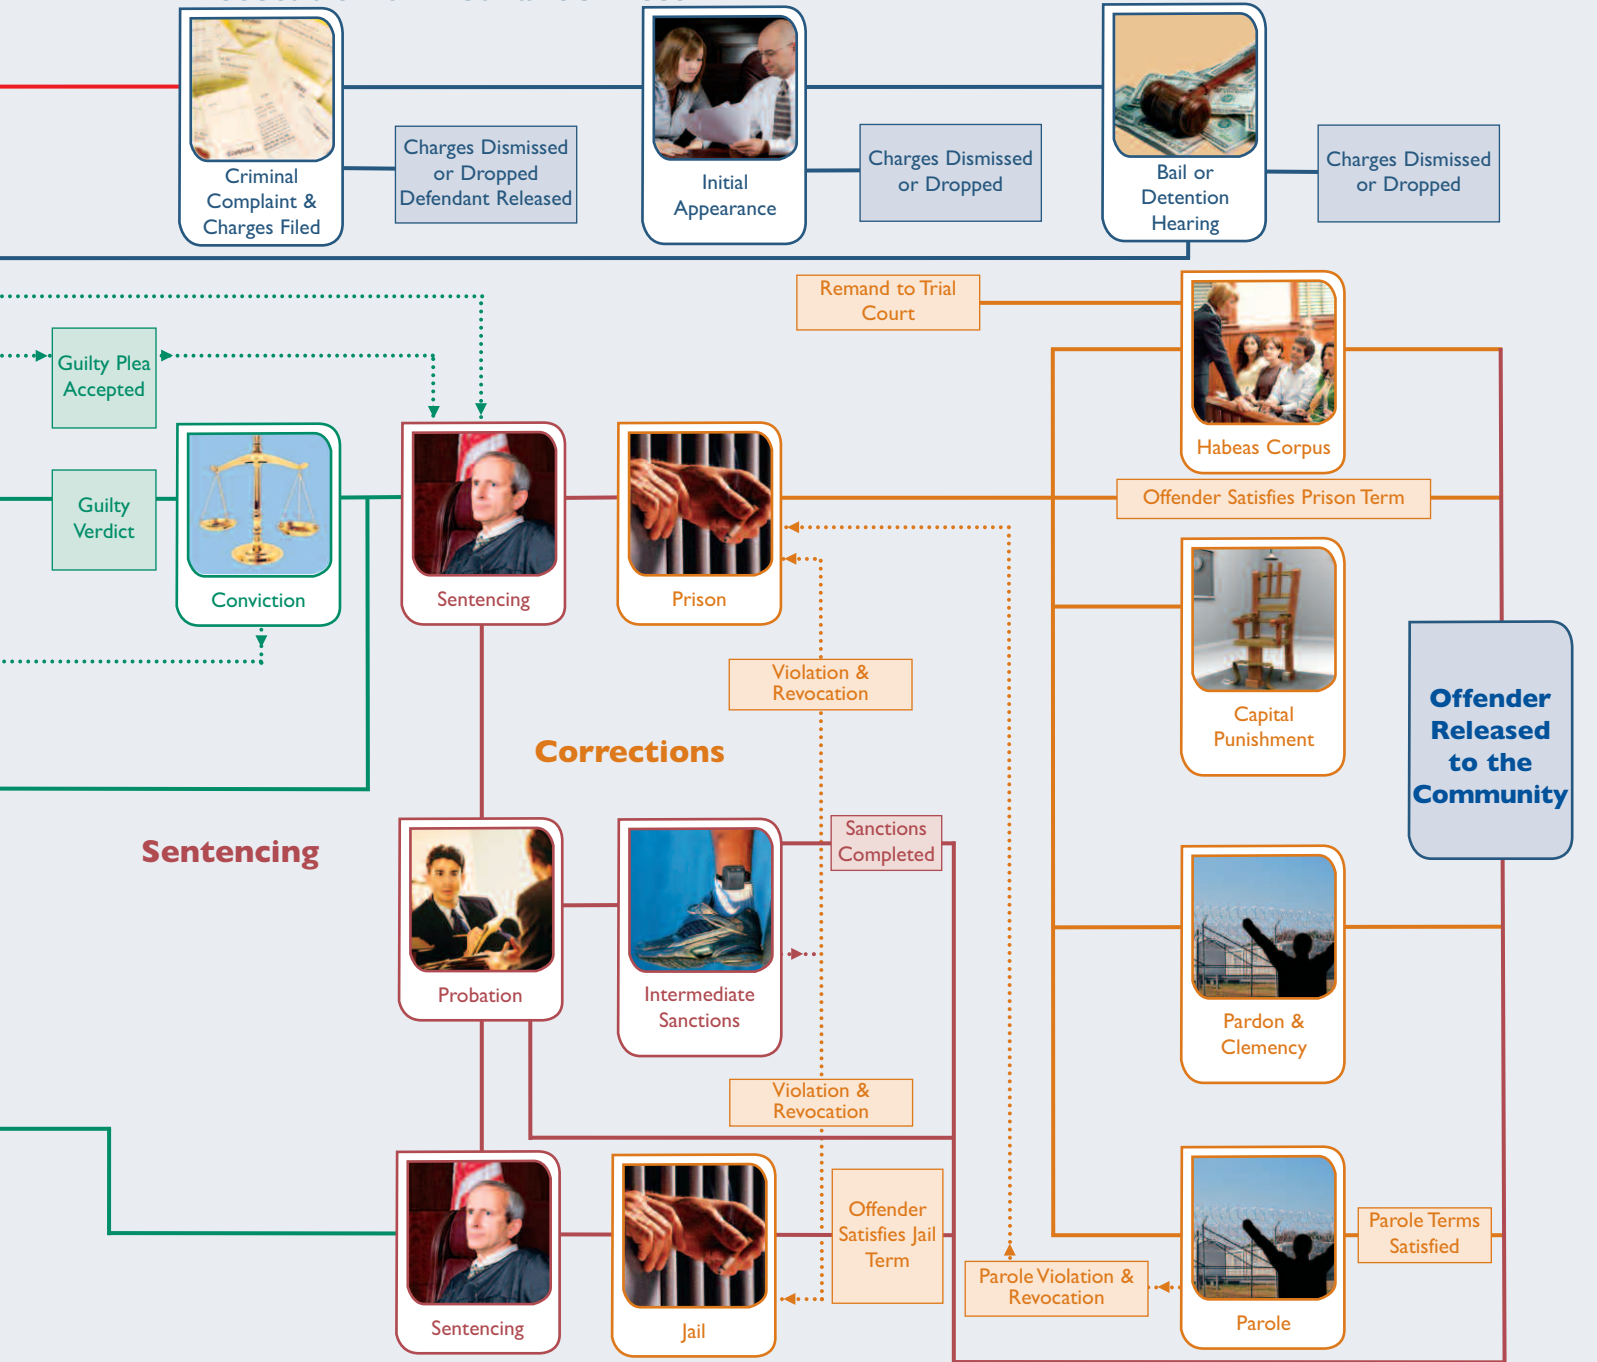 Criminal
Complaint &
Charges Filed
Charges Dismissed
or Dropped
Defendant Released
Initial
Appearance
Charges Dismissed
or Dropped
Bail or
Detention
Hearing
Charges Dismissed
or Dropped
Remand to Trial
Court
Habeas Corpus
Guilty Plea
Accepted
Guilty
Verdict
Conviction
Sentencing
Prison
Offender Satisfies Prison Term
Violation &
Revocation
Capital
Punishment
Offender
Released
to the
Community
Corrections
Sentencing
Probation
Intermediate
Sanctions
Sanctions
Completed
Pardon &
Clemency
Violation &
Revocation
Sentencing
Jail
Offender
Satisfies Jail
Term
Parole Violation &
Revocation
Parole
Parole Terms
Satisfied